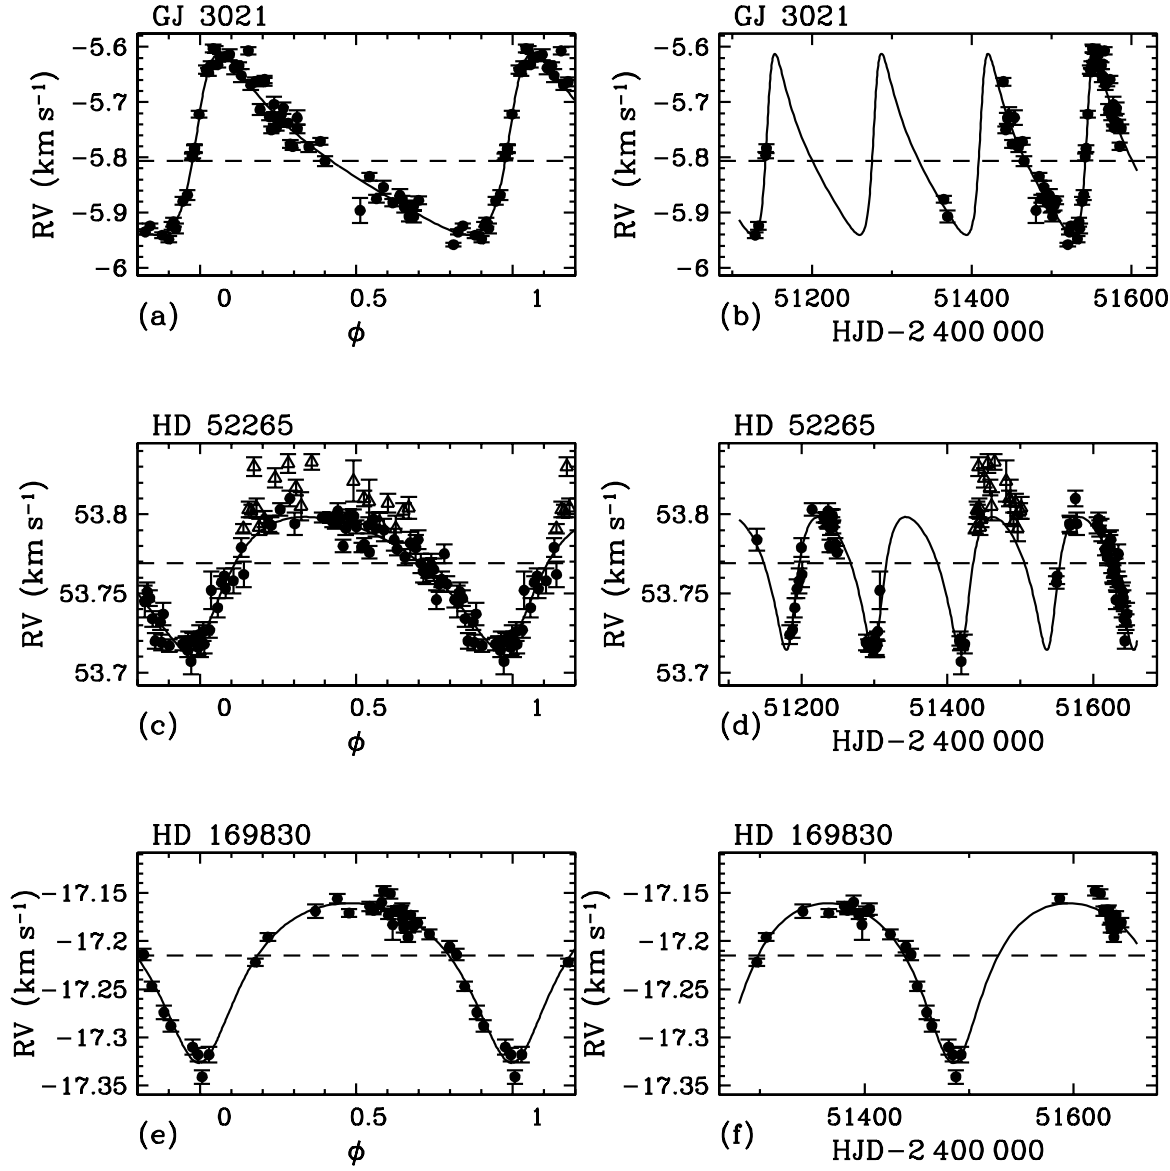 GJ 3021
RV (km s⁻¹)
−5.6
−5.7
−5.8
−5.9
−6
0
0.5
1
(a)
ϕ
GJ 3021
RV (km s⁻¹)
−5.6
−5.7
−5.8
−5.9
−6
51200
51400
51600
(b)
HJD−2 400 000
HD 52265
RV (km s⁻¹)
53.8
53.75
53.7
0
0.5
1
(c)
ϕ
HD 52265
RV (km s⁻¹)
53.8
53.75
53.7
51200
51400
51600
(d)
HJD−2 400 000
HD 169830
RV (km s⁻¹)
−17.15
−17.2
−17.25
−17.3
−17.35
0
0.5
1
(e)
ϕ
HD 169830
RV (km s⁻¹)
−17.15
−17.2
−17.25
−17.3
−17.35
51400
51600
(f)
HJD−2 400 000